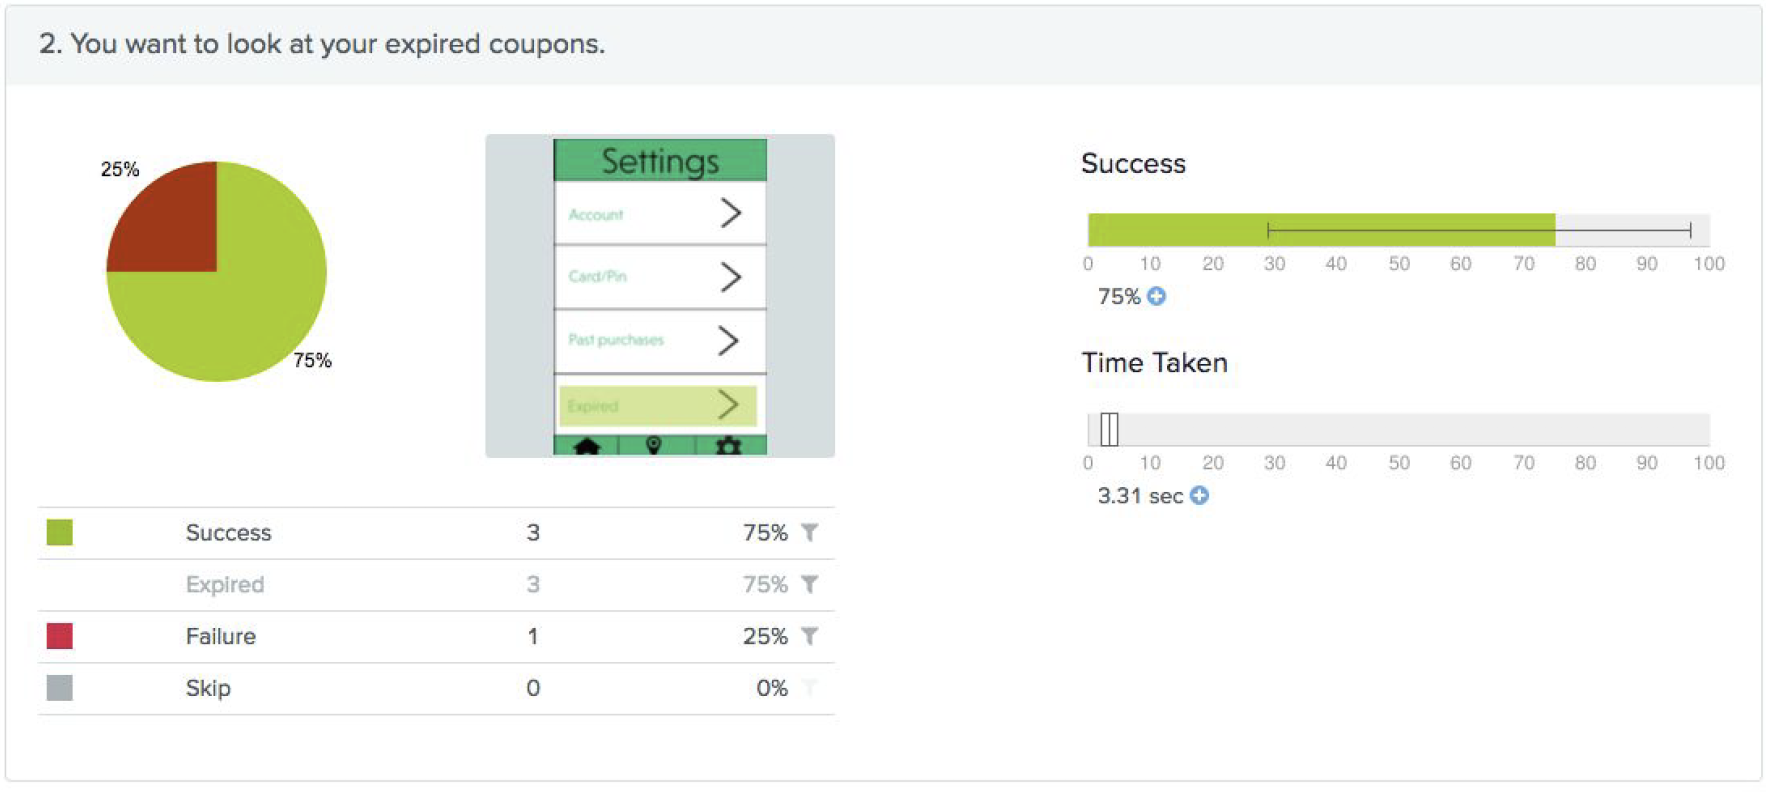 2. You want to look at your expired coupons.
25%
75%
Settings
Account
Card/Pin
Past purchases
Expired
Success 3 75%
Expired 3 75%
Failure 1 25%
Skip 0 0%
Success
0 10 20 30 40 50 60 70 80 90 100
75%
Time Taken
0 10 20 30 40 50 60 70 80 90 100
3.31 sec